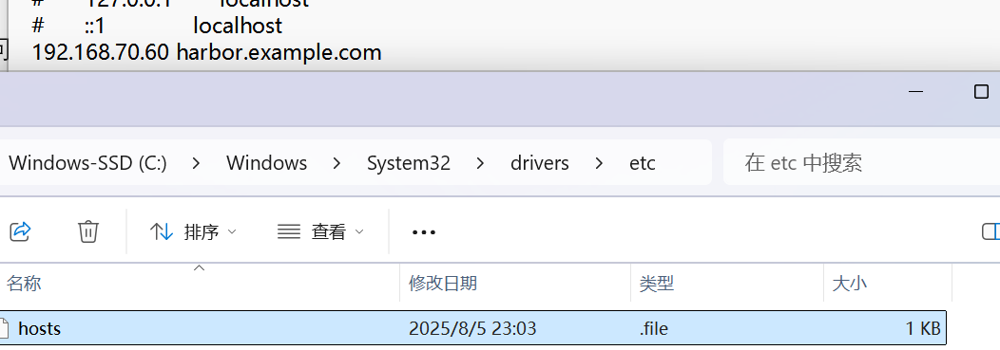 # 127.0.0.1 localhost
# ::1 localhost
192.168.70.60 harbor.example.com
Windows-SSD (C:) > Windows > System32 > drivers > etc
在 etc 中搜索
排序 查看
名称 修改日期 类型 大小
hosts 2025/8/5 23:03 .file 1 KB